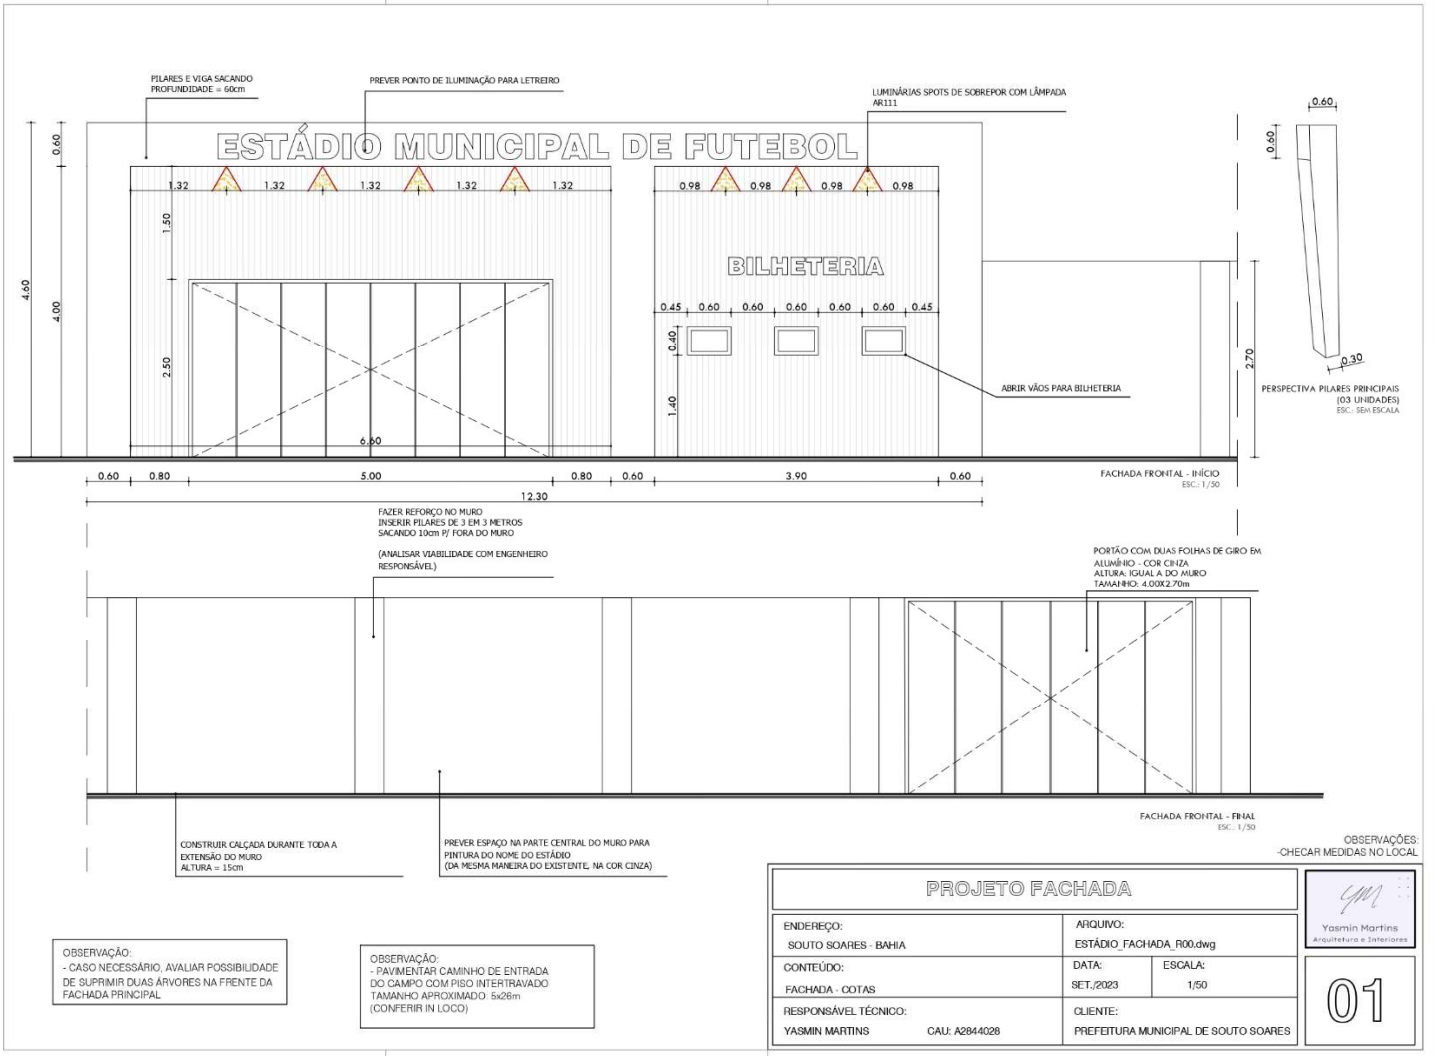 PILARES E VIGA SACANDO
PROFUNDIDADE = 60cm
PREVER PONTO DE ILUMINAÇÃO PARA LETREIRO
LUMINÁRIAS SPOTS DE SOBREPOR COM LÂMPADA
AR111
0.60
0.60
0.60
ESTÁDIO MUNICIPAL DE FUTEBOL
1.32 1.32 1.32 1.32 1.32
0.98 0.98 0.98 0.98
1.50
BILHETERIA
4.60
4.00
0.45 0.60 0.60 0.60 0.60 0.60 0.45
0.40
2.50
2.70
0.30
1.40
ABRIR VÃOS PARA BILHETERIA
PERSPECTIVA PILARES PRINCIPAIS
(03 UNIDADES)
ESC.: SEM ESCALA
6.60
0.60 0.80 5.00 0.80 0.60 3.90 0.60
12.30
FACHADA FRONTAL - INÍCIO
ESC.: 1/50
FAZER REFORÇO NO MURO
INSERIR PILARES DE 3 EM 3 METROS
SACANDO 10cm P/ FORA DO MURO
(ANALISAR VIABILIDADE COM ENGENHEIRO
RESPONSÁVEL)
PORTÃO COM DUAS FOLHAS DE GIRO EM
ALUMÍNIO - COR CINZA
ALTURA: IGUAL A DO MURO
TAMANHO: 4.00X2.70m
CONSTRUIR CALÇADA DURANTE TODA A
EXTENSÃO DO MURO
ALTURA = 15cm
PREVER ESPAÇO NA PARTE CENTRAL DO MURO PARA
PINTURA DO NOME DO ESTÁDIO
(DA MESMA MANEIRA DO EXISTENTE, NA COR CINZA)
FACHADA FRONTAL - FINAL
ESC.: 1/50
OBSERVAÇÕES:
-CHECAR MEDIDAS NO LOCAL
OBSERVAÇÃO:
- CASO NECESSÁRIO, AVALIAR POSSIBILIDADE
DE SUPRIMIR DUAS ÁRVORES NA FRENTE DA
FACHADA PRINCIPAL
OBSERVAÇÃO:
- PAVIMENTAR CAMINHO DE ENTRADA
DO CAMPO COM PISO INTERTRAVADO
TAMANHO APROXIMADO: 5x26m
(CONFERIR IN LOCO)
PROJETO FACHADA
ENDEREÇO:
SOUTO SOARES - BAHIA
ARQUIVO:
ESTÁDIO_FACHADA_R00.dwg
CONTEÚDO:
FACHADA - COTAS
DATA:
SET./2023
ESCALA:
1/50
RESPONSÁVEL TÉCNICO:
YASMIN MARTINS CAU: A2844028
CLIENTE:
PREFEITURA MUNICIPAL DE SOUTO SOARES
ym
Yasmin Martins
Arquitetura e Interiores
01